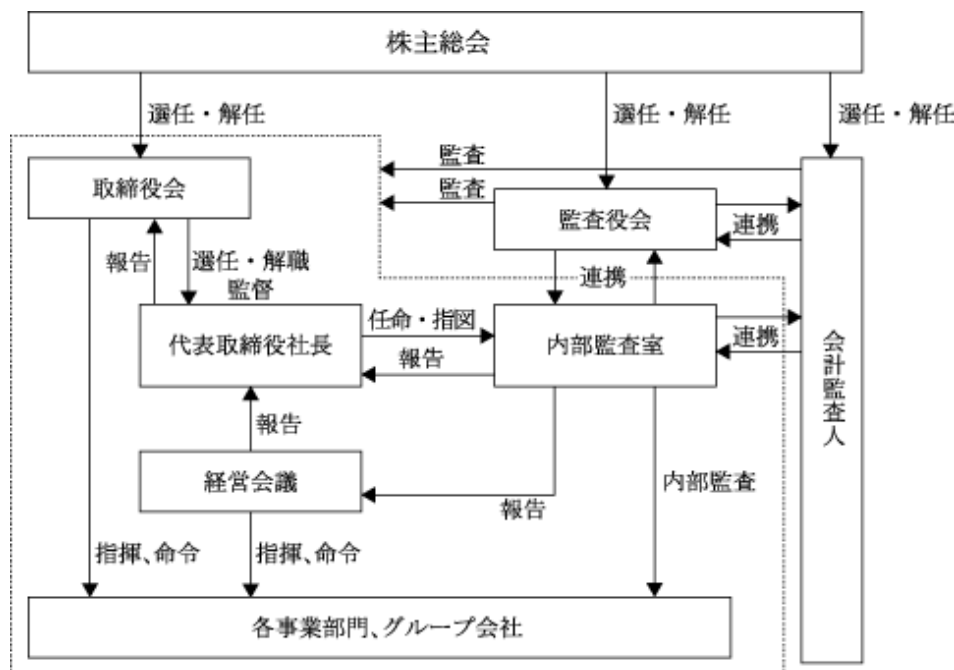 株主総会
選任・解任
選任・解任
選任・解任
監査
取締役会
監査
監査役会
連携
報告
選任・解職
監督
連携
代表取締役社長
任命・指図
報告
内部監査室
連携
会計監査人
報告
経営会議
報告
内部監査
指揮、命令
指揮、命令
各事業部門、グループ会社